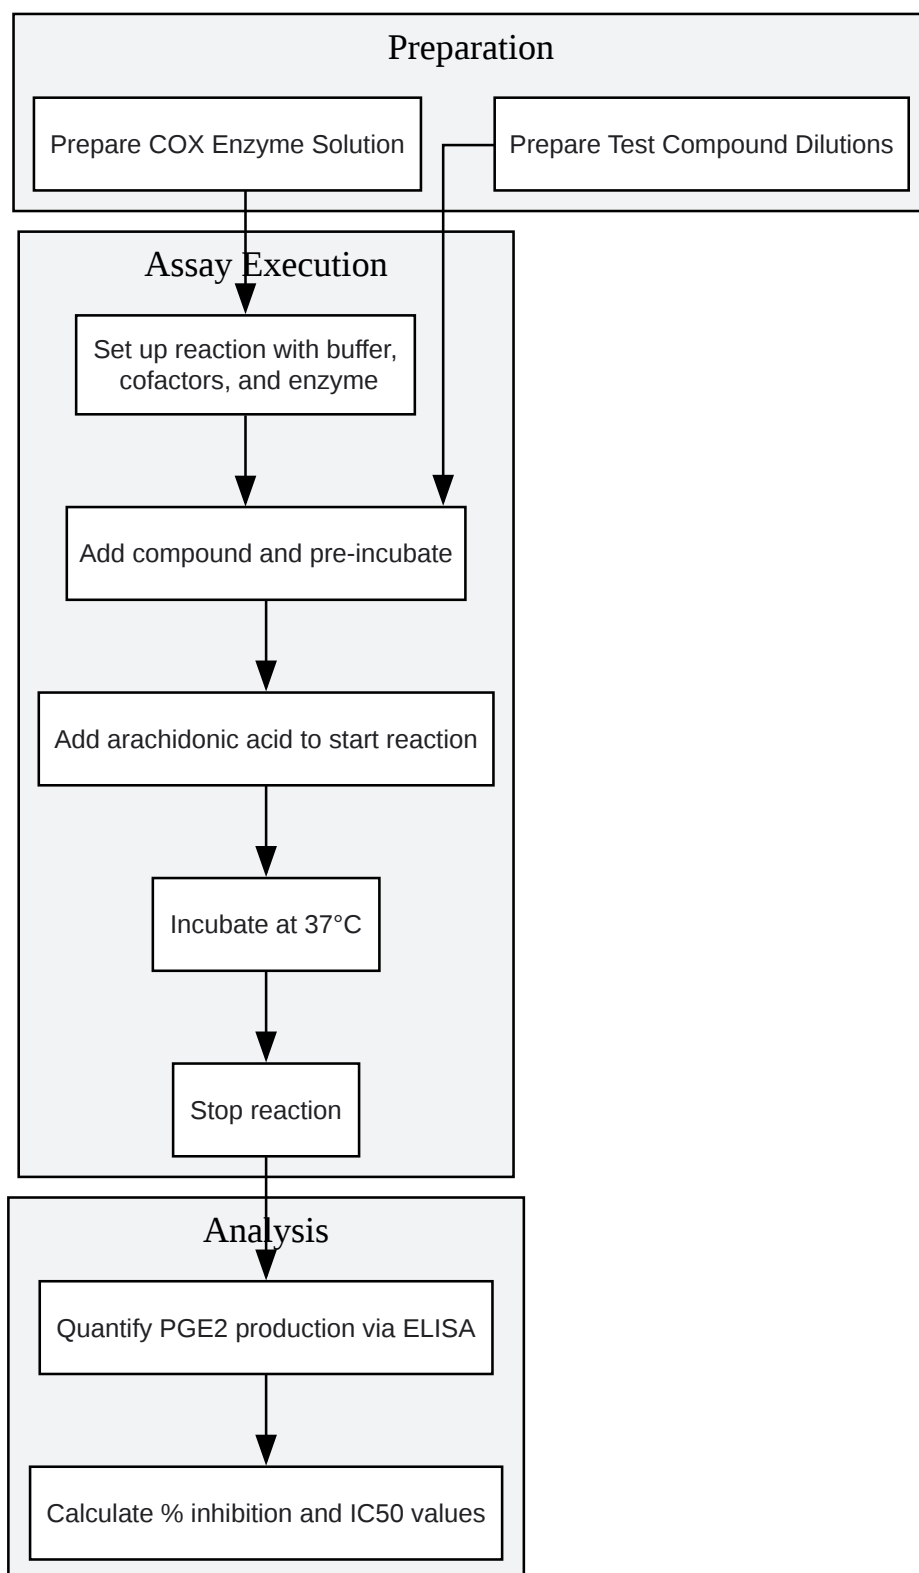 Preparation
Prepare COX Enzyme Solution
Prepare Test Compound Dilutions
Assay Execution
Set up reaction with buffer,
cofactors, and enzyme
Add compound and pre-incubate
Add arachidonic acid to start reaction
Incubate at 37°C
Stop reaction
Analysis
Quantify PGE2 production via ELISA
Calculate % inhibition and IC50 values